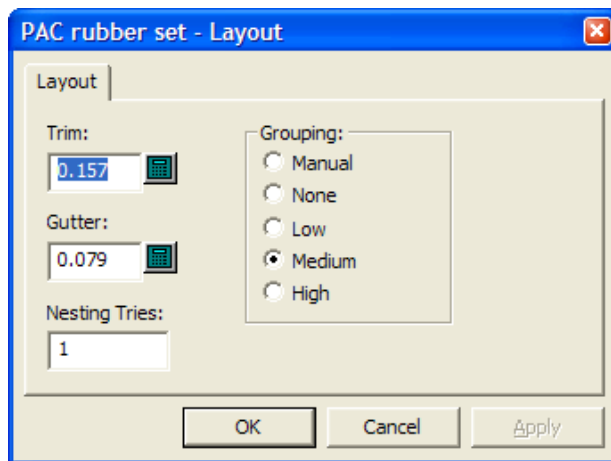 PAC rubber set - Layout
Layout
Trim:
0.157
Gutter:
0.079
Nesting Tries:
1
Grouping:
Manual
None
Low
Medium
High
OK
Cancel
Apply